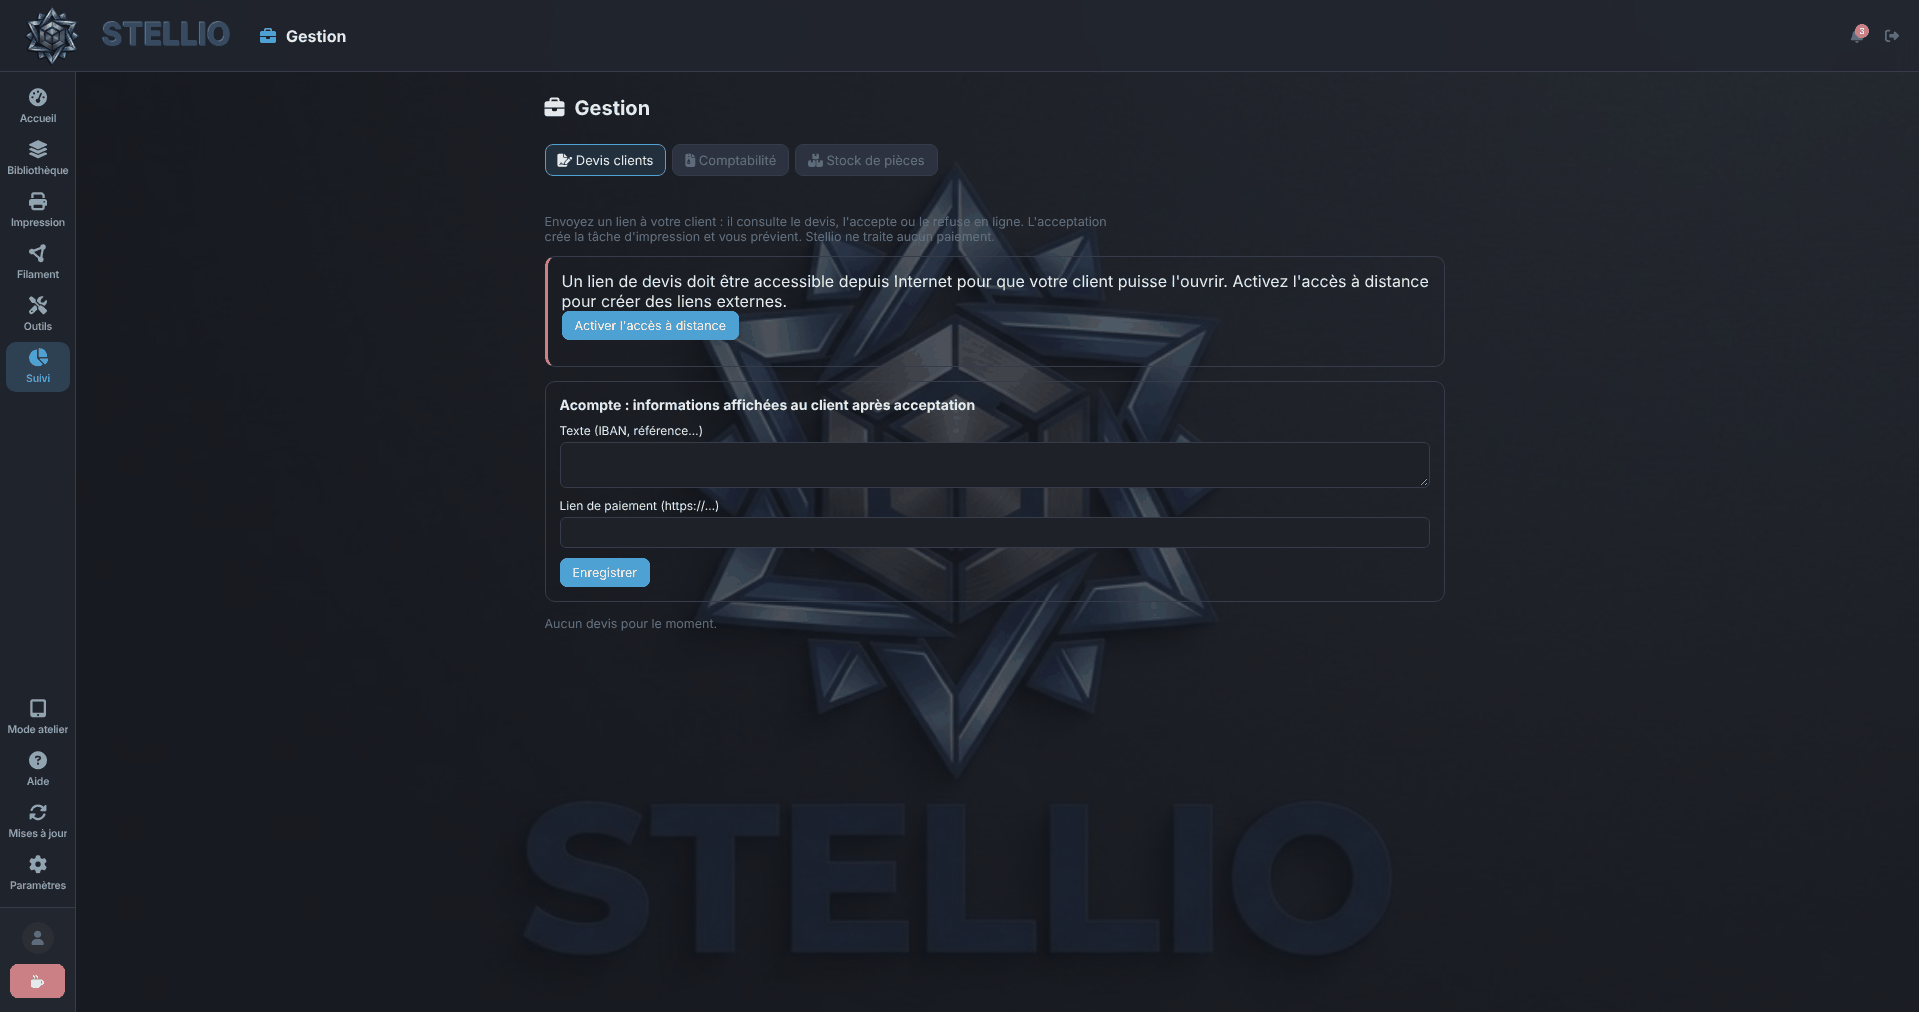 STELLIO
Gestion
3
Accueil
Bibliothèque
Impression
Filament
Outils
Suivi
Mode atelier
Aide
Mises à jour
Paramètres
Gestion
Devis clients
Comptabilité
Stock de pièces
Envoyez un lien à votre client : il consulte le devis, l'accepte ou le refuse en ligne. L'acceptation
crée la tâche d'impression et vous prévient. Stellio ne traite aucun paiement.
Un lien de devis doit être accessible depuis Internet pour que votre client puisse l'ouvrir. Activez l'accès à distance
pour créer des liens externes.
Activer l'accès à distance
Acompte : informations affichées au client après acceptation
Texte (IBAN, référence...)
Lien de paiement (https://...)
Enregistrer
Aucun devis pour le moment.
STELLIO